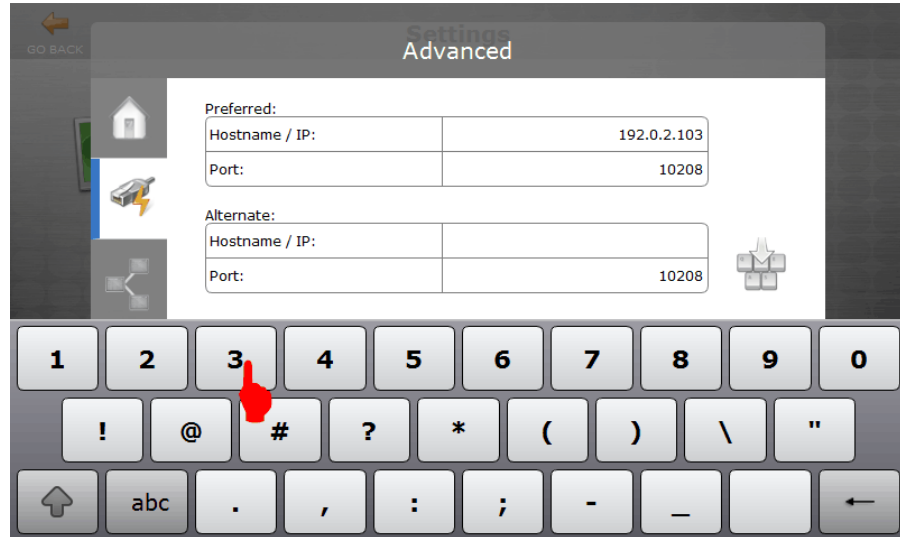 Settings
GO BACK
Advanced
Preferred:
Hostname / IP: 192.0.2.103
Port: 10208
Alternate:
Hostname / IP:
Port: 10208
1 2 3 4 5 6 7 8 9 0
! @ # ? * ( ) \ "
abc . , : ; - _